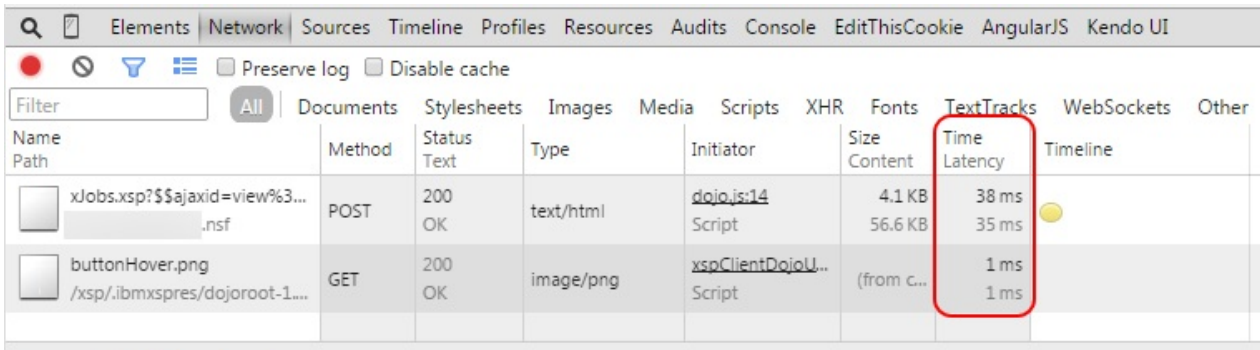 Elements Network Sources Timeline Profiles Resources Audits Console EditThisCookie AngularJS Kendo UI
Preserve log Disable cache
Filter All Documents Stylesheets Images Media Scripts XHR Fonts TextTracks WebSockets Other
Name Method Status Type Initiator Size Time Timeline
Path Text Content Latency
xJobs.xsp?$$ajaxid=view%3... POST 200 text/html dojo.js:14 4.1 KB 38 ms
.nsf OK Script 56.6 KB 35 ms
buttonHover.png GET 200 image/png xspClientDojoU... (from c... 1 ms
/xsp/.ibmxspres/dojoroot-1.... OK Script 1 ms